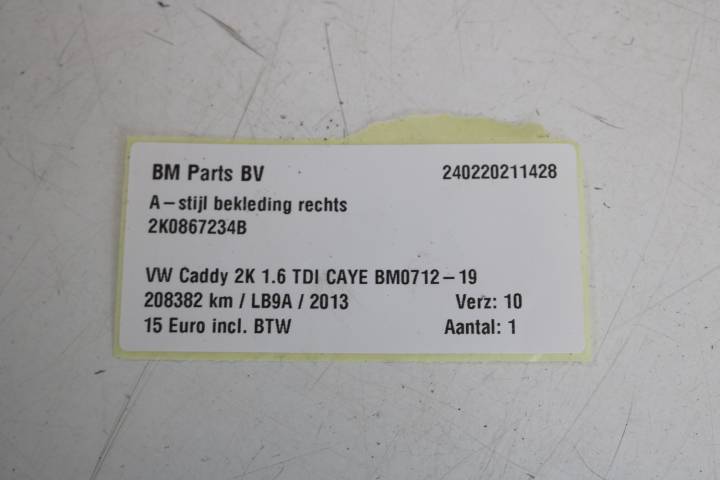 BM Parts BV 240220211428
A-stijl bekleding rechts
2K0867234B
VW Caddy 2K 1.6 TDI CAYE BM0712-19
208382 km / LB9A / 2013 Verz: 10
15 Euro incl. BTW Aantal: 1